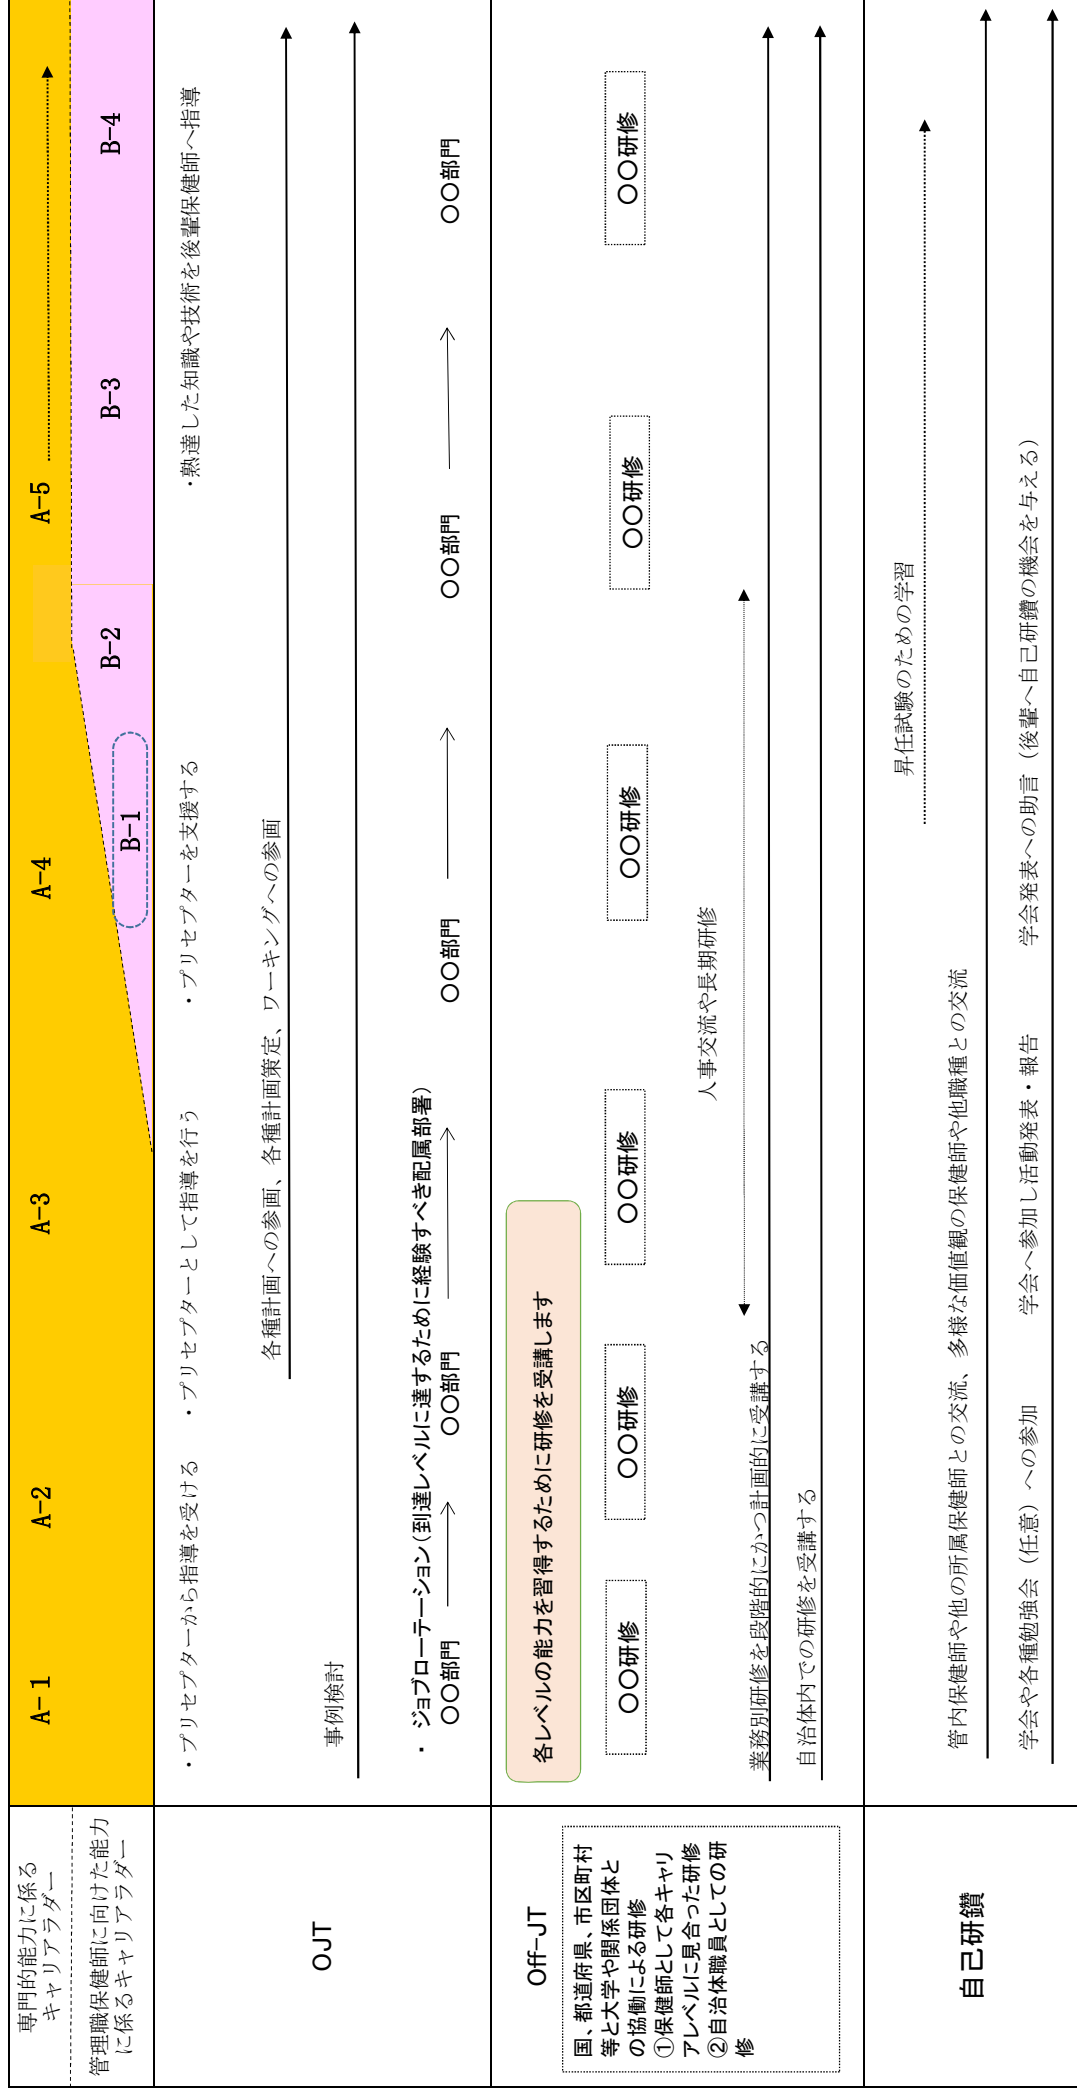 専門的能力に係る
キャリアラダー
A-1
A-2
A-3
A-4
A-5
管理職保健師に向けた能力
に係るキャリアラダー
B-1
B-2
B-3
B-4
OJT
・プリセプターから指導を受ける
・プリセプターとして指導を行う
・プリセプターを支援する
・熟達した知識や技術を後輩保健師へ指導
各種計画への参画、各種計画策定、ワーキングへの参画
事例検討
・ ジョブローテーション(到達レベルに達するために経験すべき配属部署)
〇〇部門
〇〇部門
〇〇部門
〇〇部門
〇〇部門
Off-JT
国、都道府県、市区町村
等と大学や関係団体と
の協働による研修
①保健師として各キャリ
アレベルに見合った研修
②自治体職員としての研
修
各レベルの能力を習得するために研修を受講します
〇〇研修
〇〇研修
〇〇研修
〇〇研修
〇〇研修
〇〇研修
人事交流や長期研修
業務別研修を段階的にかつ計画的に受講する
自治体内での研修を受講する
自己研鑽
昇任試験のための学習
管内保健師や他の所属保健師との交流、多様な価値観の保健師や他職種との交流
学会や各種勉強会（任意）への参加
学会へ参加し活動発表・報告
学会発表への助言（後輩へ自己研鑽の機会を与える）